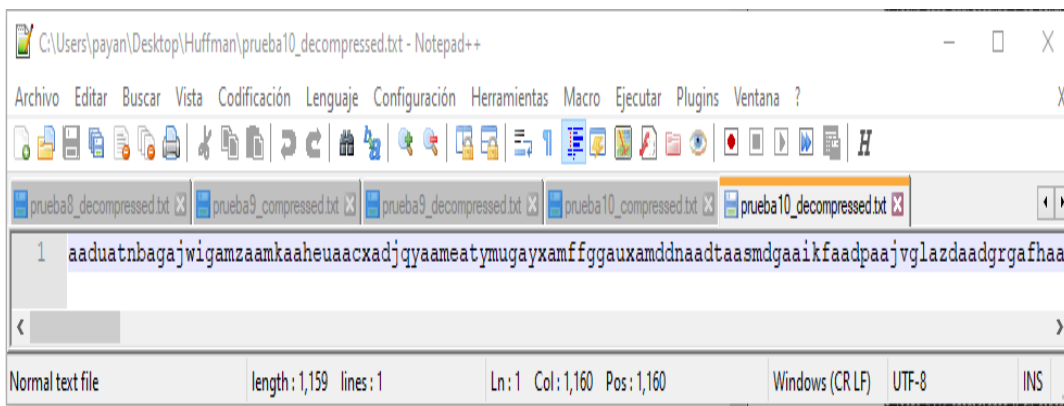 C:\Users\payan\Desktop\Huffman\prueba10_decompressed.txt - Notepad++
Archivo Editar Buscar Vista Codificación Lenguaje Configuración Herramientas Macro Ejecutar Plugins Ventana ? X
prueba8_decompressed.txt prueba9_compressed.txt prueba9_decompressed.txt prueba10_compressed.txt prueba10_decompressed.txt
1 aaduatnbagajwigamzaamkaaheuaacxadjqyaameatymugayxamffggauxamddnaadtaasmdgaaikfaadpaajvglazdaadgrgafhaa
Normal text file length : 1,159 lines : 1 Ln : 1 Col : 1,160 Pos : 1,160 Windows (CR LF) UTF-8 INS